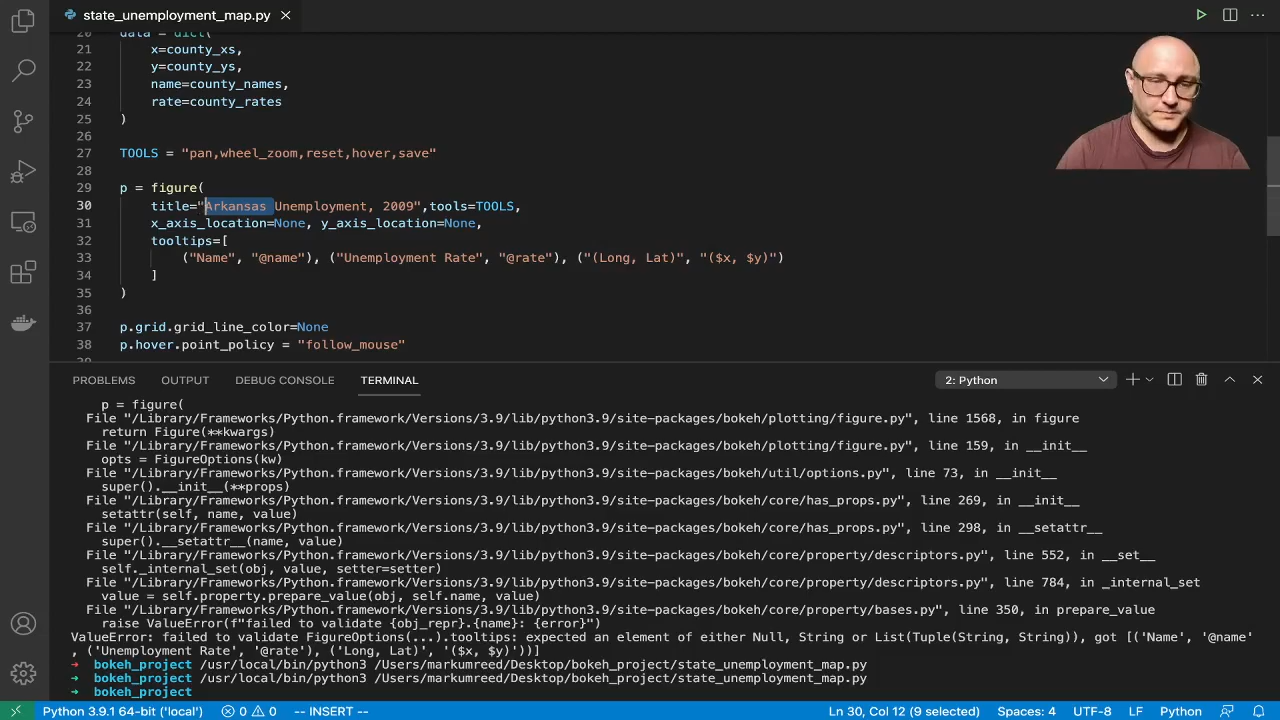 state_unemployment_map.py
20 data = dict(
21 x=county_xs,
22 y=county_ys,
23 name=county_names,
24 rate=county_rates
25 )
26
27 TOOLS = "pan,wheel_zoom,reset,hover,save"
28
29 p = figure(
30 title="Arkansas Unemployment, 2009",tools=TOOLS,
31 x_axis_location=None, y_axis_location=None,
32 tooltips=[
33 ("Name", "@name"), ("Unemployment Rate", "@rate"), ("(Long, Lat)", "($x, $y)")
34 ]
35 )
36
37 p.grid.grid_line_color=None
38 p.hover.point_policy = "follow_mouse"
39
PROBLEMS OUTPUT DEBUG CONSOLE TERMINAL 2: Python
p = figure(
File "/Library/Frameworks/Python.framework/Versions/3.9/lib/python3.9/site-packages/bokeh/plotting/figure.py", line 1568, in figure
return Figure(**kwargs)
File "/Library/Frameworks/Python.framework/Versions/3.9/lib/python3.9/site-packages/bokeh/plotting/figure.py", line 159, in __init__
opts = FigureOptions(kw)
File "/Library/Frameworks/Python.framework/Versions/3.9/lib/python3.9/site-packages/bokeh/util/options.py", line 73, in __init__
super().__init__(**props)
File "/Library/Frameworks/Python.framework/Versions/3.9/lib/python3.9/site-packages/bokeh/core/has_props.py", line 269, in __init__
setattr(self, name, value)
File "/Library/Frameworks/Python.framework/Versions/3.9/lib/python3.9/site-packages/bokeh/core/has_props.py", line 298, in __setattr__
super().__setattr__(name, value)
File "/Library/Frameworks/Python.framework/Versions/3.9/lib/python3.9/site-packages/bokeh/core/property/descriptors.py", line 552, in __set__
self._internal_set(obj, value, setter=setter)
File "/Library/Frameworks/Python.framework/Versions/3.9/lib/python3.9/site-packages/bokeh/core/property/descriptors.py", line 784, in _internal_set
value = self.property.prepare_value(obj, self.name, value)
File "/Library/Frameworks/Python.framework/Versions/3.9/lib/python3.9/site-packages/bokeh/core/property/bases.py", line 350, in prepare_value
raise ValueError(f"failed to validate {obj_repr}.{name}: {error}")
ValueError: failed to validate FigureOptions(...).tooltips: expected an element of either Null, String or List(Tuple(String, String)), got [('Name', '@name'
, ('Unemployment Rate', '@rate'), ('Long, Lat)', '($x, $y)'))]
➜ bokeh_project /usr/local/bin/python3 /Users/markumreed/Desktop/bokeh_project/state_unemployment_map.py
➜ bokeh_project /usr/local/bin/python3 /Users/markumreed/Desktop/bokeh_project/state_unemployment_map.py
➜ bokeh_project
Python 3.9.1 64-bit ('local') 0 0 -- INSERT -- Ln 30, Col 12 (9 selected) Spaces: 4 UTF-8 LF Python